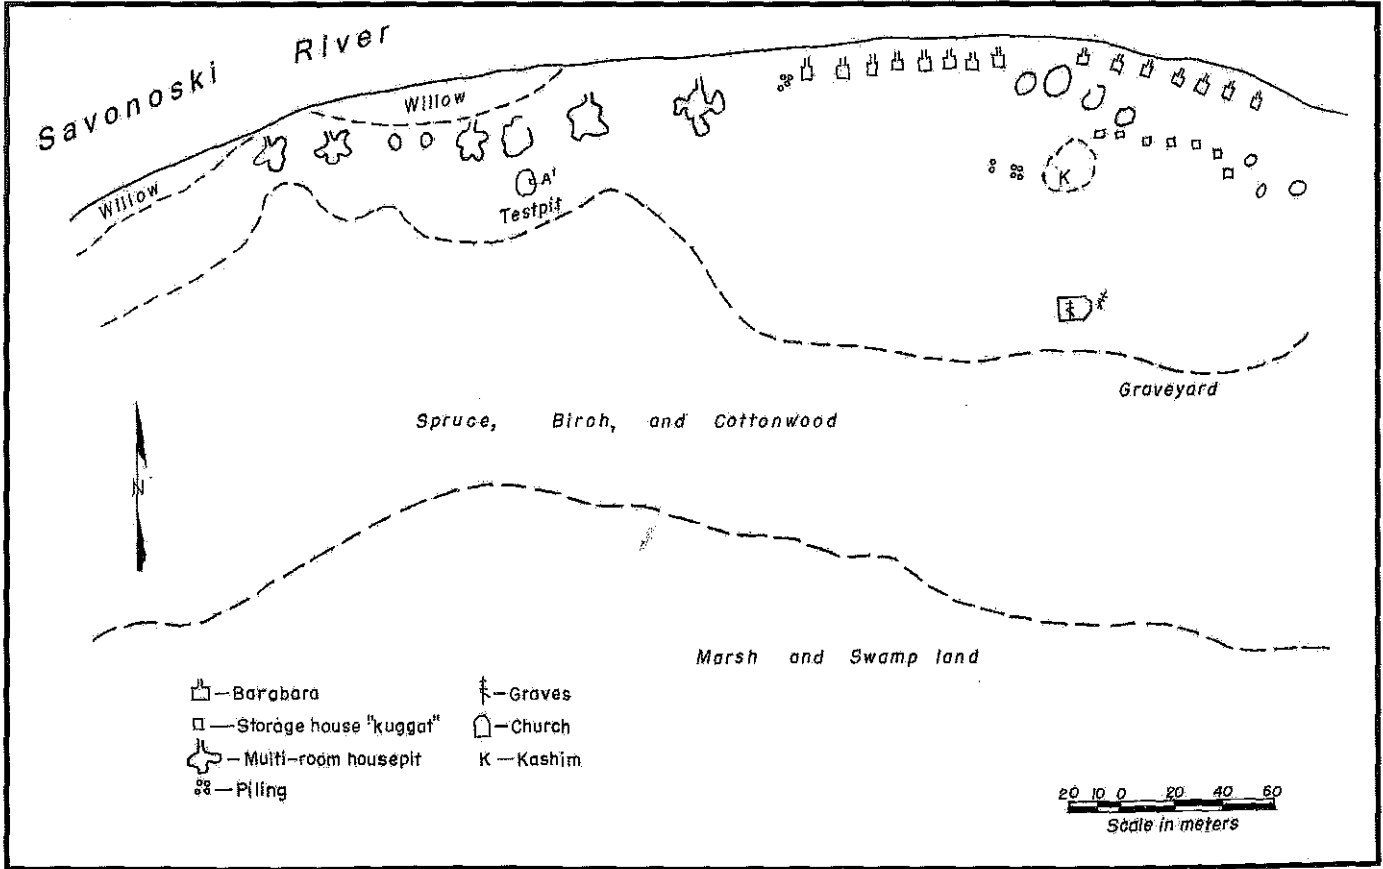 Savonoski River
Willow
Willow
A'
Testpit
K
Graveyard
Spruce, Birch, and Cottonwood
N
Marsh and Swamp land
—Barabara
—Storage house "kuggat"
—Multi-room housepit
—Piling
—Graves
—Church
K—Kashim
20 10 0 20 40 60
Scale in meters